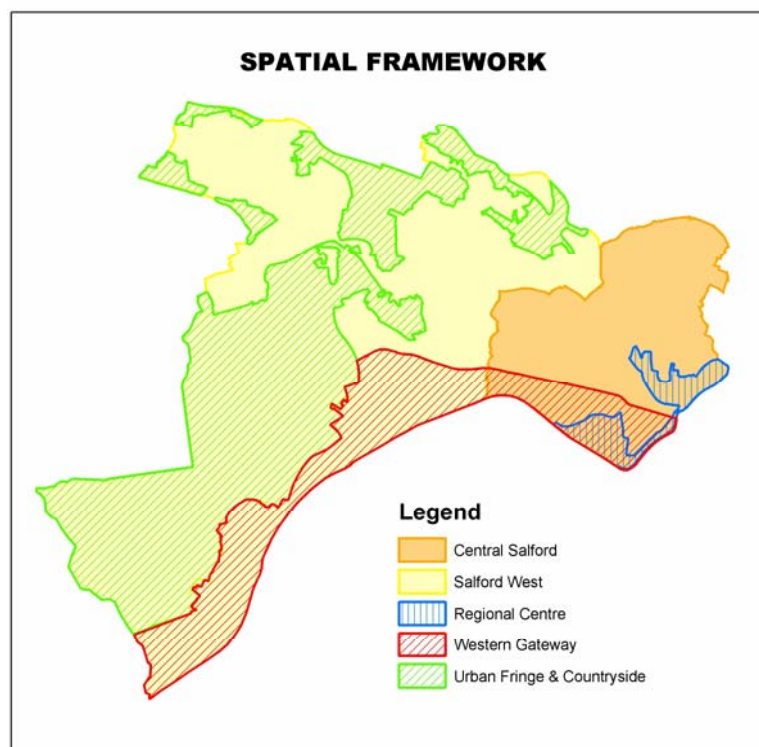 SPATIAL FRAMEWORK
Legend
Central Salford
Salford West
Regional Centre
Western Gateway
Urban Fringe & Countryside